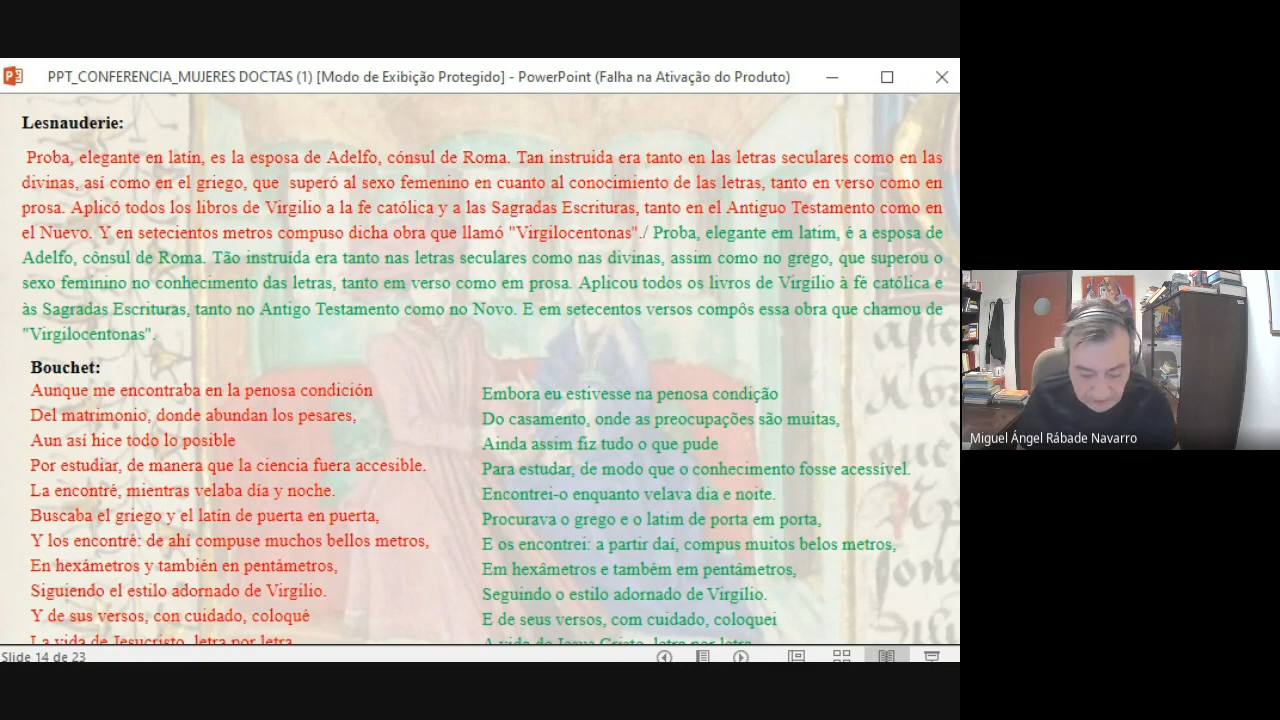 PPT_CONFERENCIA_MUJERES DOCTAS (1) [Modo de Exibição Protegido] - PowerPoint (Falha na Ativação do Produto)
Lesnauderie:
Proba, elegante en latín, es la esposa de Adelfo, cónsul de Roma. Tan instruida era tanto en las letras seculares como en las
divinas, así como en el griego, que superó al sexo femenino en cuanto al conocimiento de las letras, tanto en verso como en
prosa. Aplicó todos los libros de Virgilio a la fe católica y a las Sagradas Escrituras, tanto en el Antiguo Testamento como en
el Nuevo. Y en setecientos metros compuso dicha obra que llamó "Virgilocentonas"./ Proba, elegante em latim, é a esposa de
Adelfo, cônsul de Roma. Tão instruída era tanto nas letras seculares como nas divinas, assim como no grego, que superou o
sexo feminino no conhecimento das letras, tanto em verso como em prosa. Aplicou todos os livros de Virgílio à fé católica e
às Sagradas Escrituras, tanto no Antigo Testamento como no Novo. E em setecentos versos compôs essa obra que chamou de
"Virgilocentonas".
Bouchet:
Aunque me encontraba en la penosa condición
Del matrimonio, donde abundan los pesares,
Aun así hice todo lo posible
Por estudiar, de manera que la ciencia fuera accesible.
La encontré, mientras velaba día y noche.
Buscaba el griego y el latín de puerta en puerta,
Y los encontré: de ahí compuse muchos bellos metros,
En hexámetros y también en pentámetros,
Siguiendo el estilo adornado de Virgilio.
Y de sus versos, con cuidado, coloqué
La vida de Jesucristo, letra por letra
Embora eu estivesse na penosa condição
Do casamento, onde as preocupações são muitas,
Ainda assim fiz tudo o que pude
Para estudar, de modo que o conhecimento fosse acessível.
Encontrei-o enquanto velava dia e noite.
Procurava o grego e o latim de porta em porta,
E os encontrei: a partir daí, compus muitos belos metros,
Em hexâmetros e também em pentâmetros,
Seguindo o estilo adornado de Virgílio.
E de seus versos, com cuidado, coloquei
A vida de Jesus Cristo, letra por letra
Slide 14 de 23
Miguel Ángel Rábade Navarro